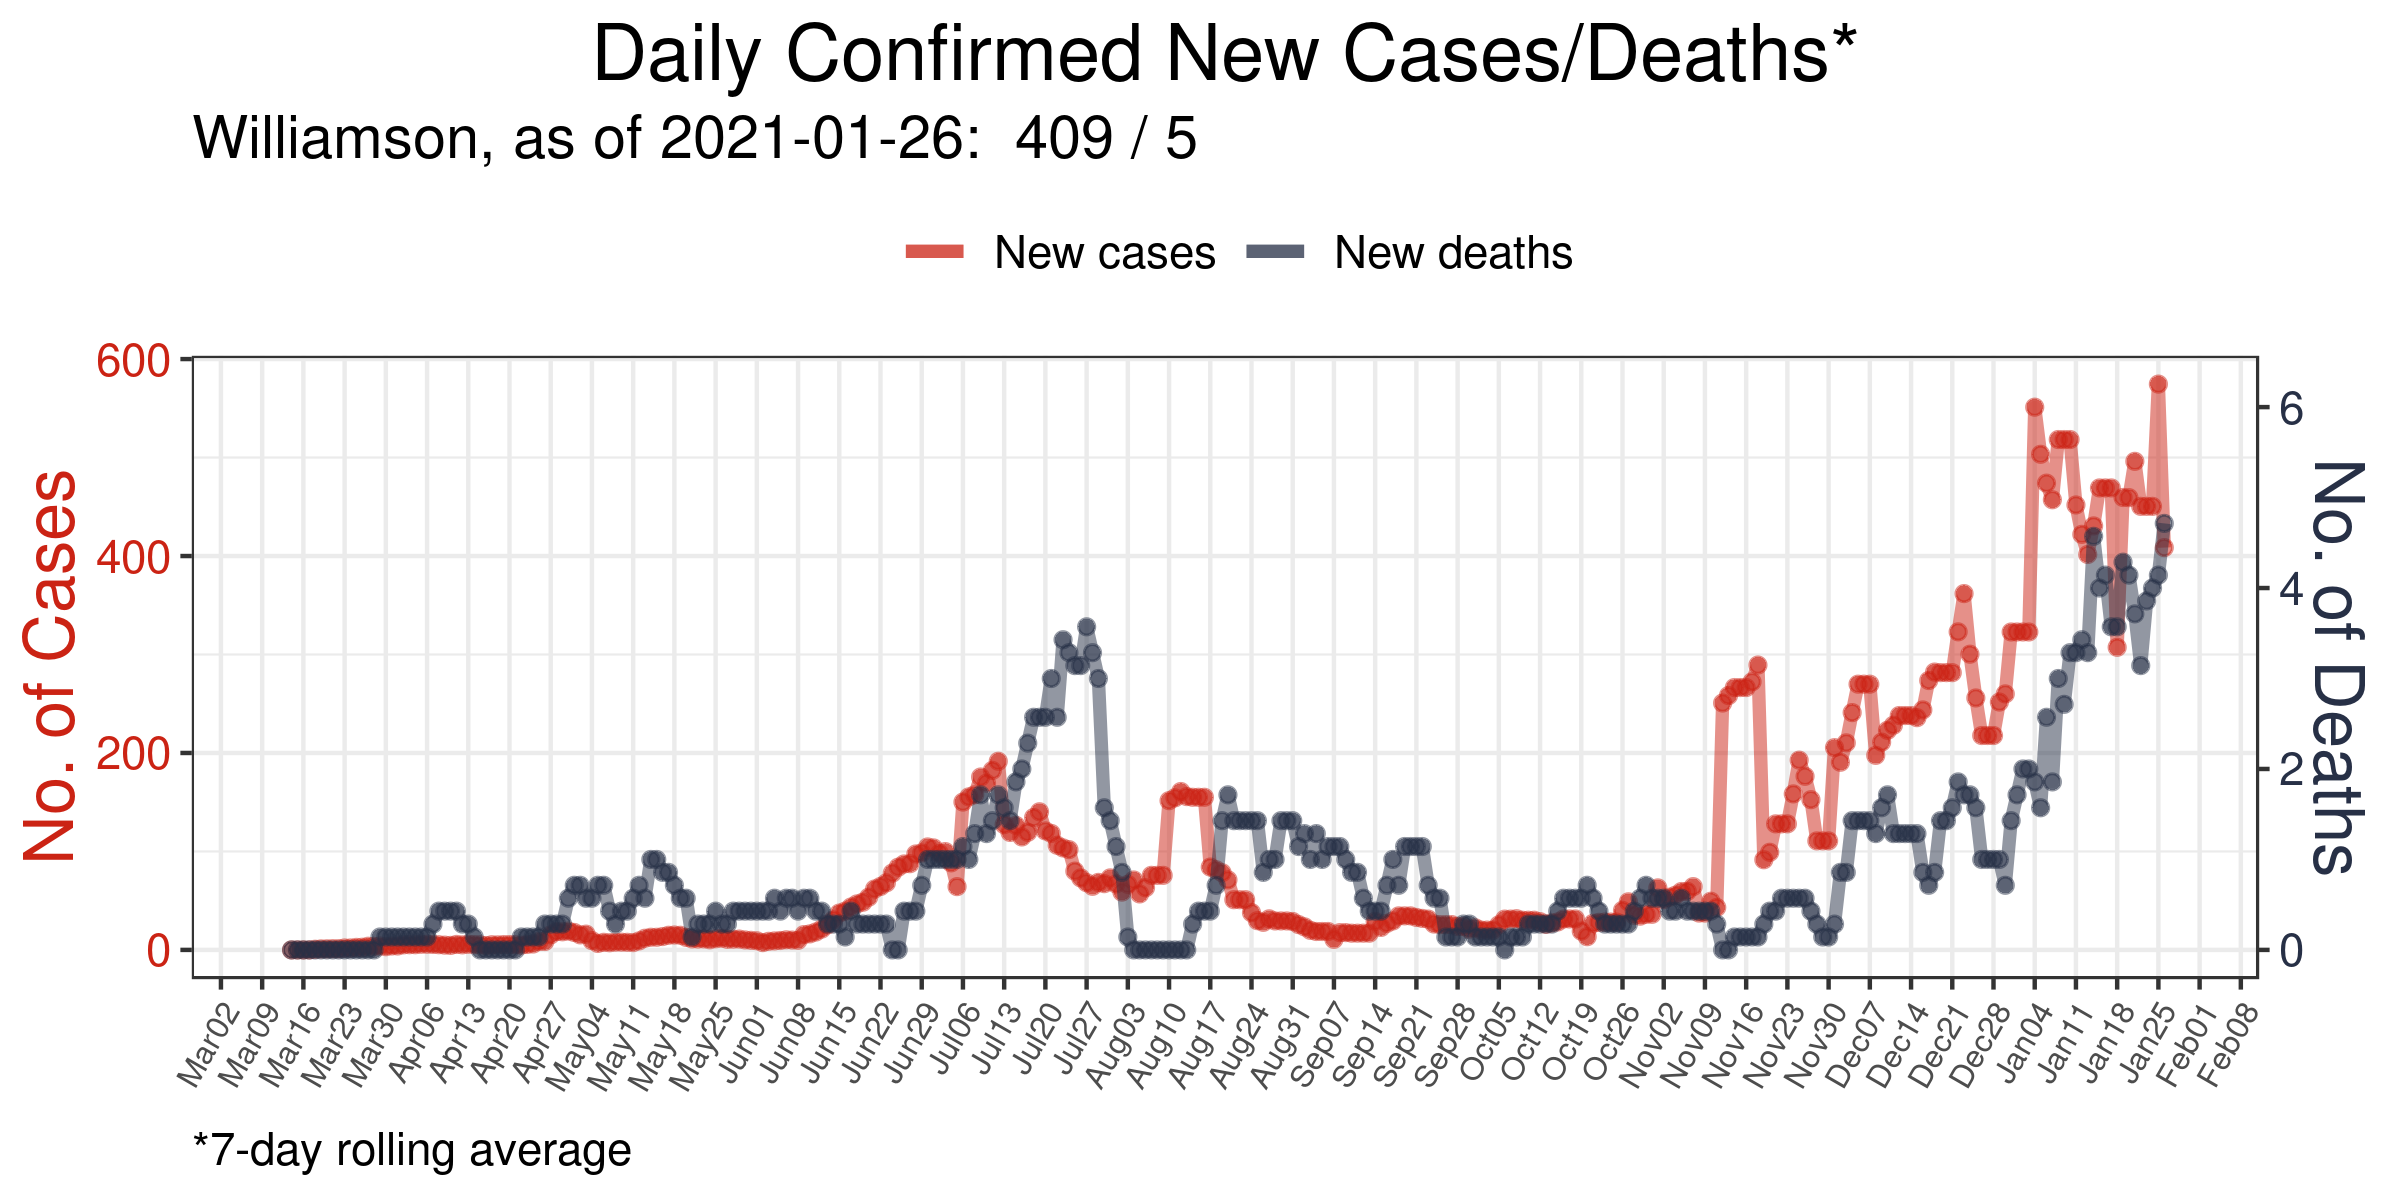 Daily Confirmed New Cases/Deaths*
Williamson, as of 2021-01-26:  409 / 5
New cases
New deaths
No. of Cases
600
400
200
0
No. of Deaths
6
4
2
0
Mar02
Mar09
Mar16
Mar23
Mar30
Apr06
Apr13
Apr20
Apr27
May04
May11
May18
May25
Jun01
Jun08
Jun15
Jun22
Jun29
Jul06
Jul13
Jul20
Jul27
Aug03
Aug10
Aug17
Aug24
Aug31
Sep07
Sep14
Sep21
Sep28
Oct05
Oct12
Oct19
Oct26
Nov02
Nov09
Nov16
Nov23
Nov30
Dec07
Dec14
Dec21
Dec28
Jan04
Jan11
Jan18
Jan25
Feb01
Feb08
*7-day rolling average